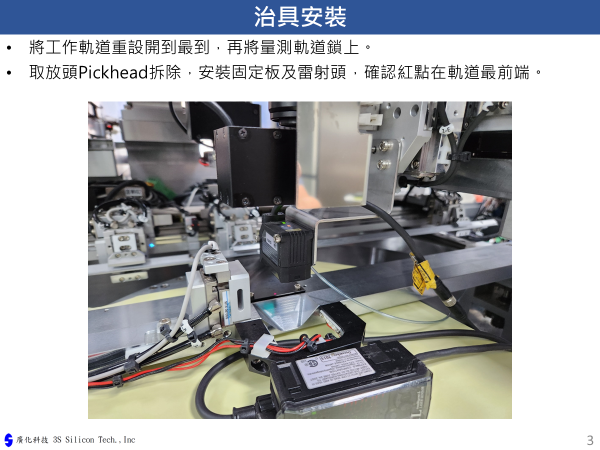 治具安裝
• 將工作軌道重設開到最到，再將量測軌道鎖上。
• 取放頭Pickhead拆除，安裝固定板及雷射頭，確認紅點在軌道最前端。
廣化科技 3S Silicon Tech., Inc
3